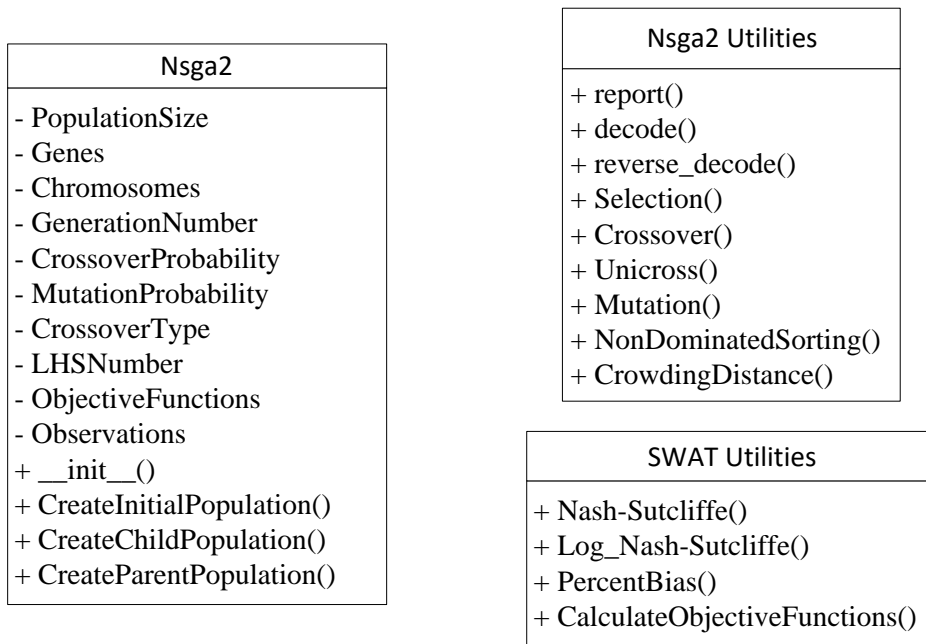 Nsga2
- PopulationSize
- Genes
- Chromosomes
- GenerationNumber
- CrossoverProbability
- MutationProbability
- CrossoverType
- LHSNumber
- ObjectiveFunctions
- Observations
+ __init__()
+ CreateInitialPopulation()
+ CreateChildPopulation()
+ CreateParentPopulation()
Nsga2 Utilities
+ report()
+ decode()
+ reverse_decode()
+ Selection()
+ Crossover()
+ Unicross()
+ Mutation()
+ NonDominatedSorting()
+ CrowdingDistance()
SWAT Utilities
+ Nash-Sutcliffe()
+ Log_Nash-Sutcliffe()
+ PercentBias()
+ CalculateObjectiveFunctions()